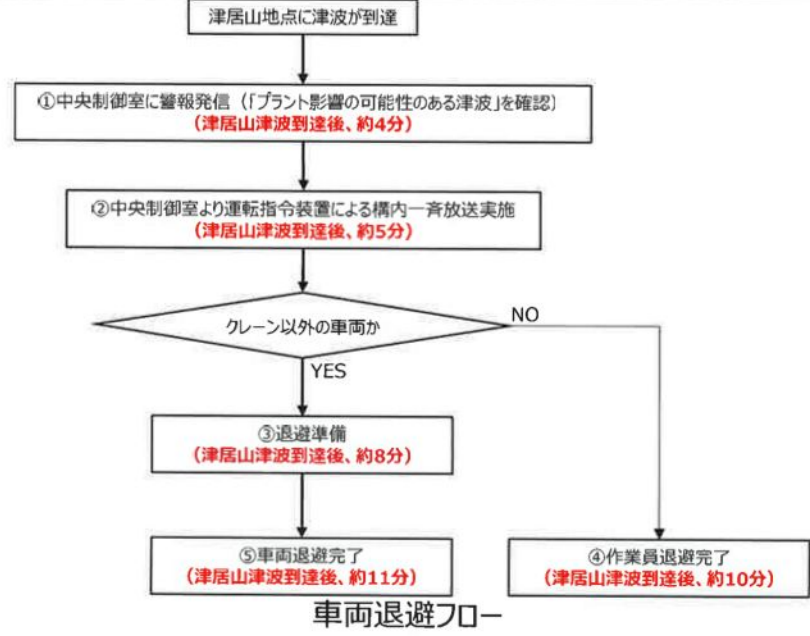 津居山地点に津波が到達
①中央制御室に警報発信（「プラント影響の可能性のある津波」を確認）
（津居山津波到達後、約4分）
②中央制御室より運転指令装置による構内一斉放送実施
（津居山津波到達後、約5分）
クレーン以外の車両か
NO
YES
③退避準備
（津居山津波到達後、約8分）
⑤車両退避完了
（津居山津波到達後、約11分）
④作業員退避完了
（津居山津波到達後、約10分）
車両退避フロー